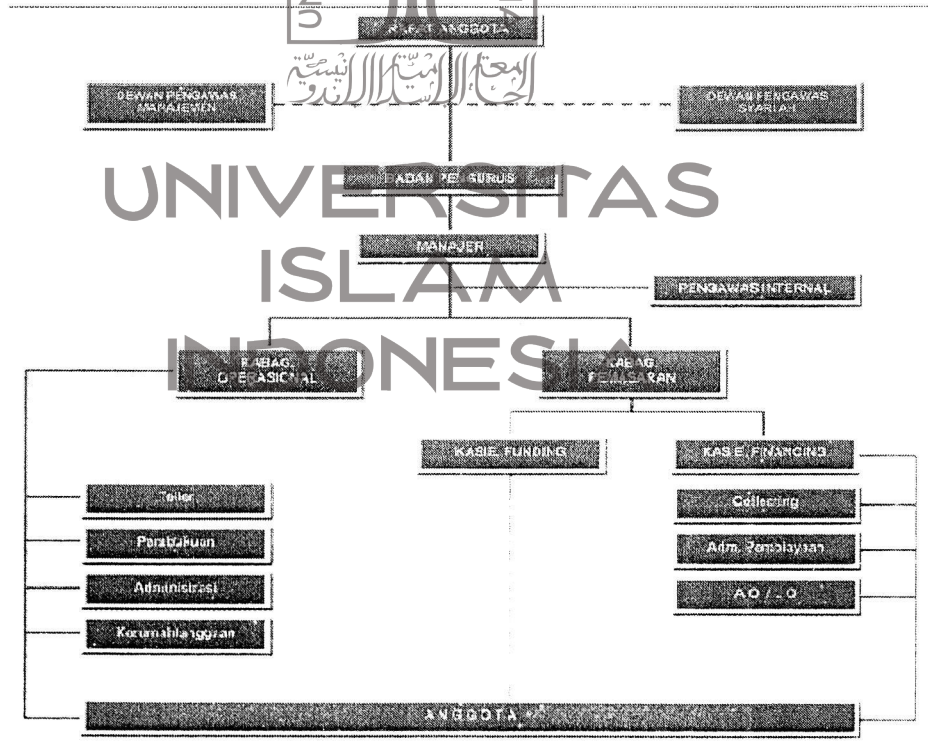 ANGGOTA
DEWAN PENGAWAS
MANAJEMEN
DEWAN PENGAWAS
SYARIAH
UNIVERSITAS
ISLAM
INDONESIA
BADAN PENGURUS
MANAJER
PENGAWAS INTERNAL
KABAG
OPERASIONAL
KABAG
PEMASARAN
KASIE. FUNDING
KASIE. FINANCING
Teller
Collecting
Pembukuan
Adm. Pembiayaan
Administrasi
AO /
Kerumahtanggaan
ANGGOTA